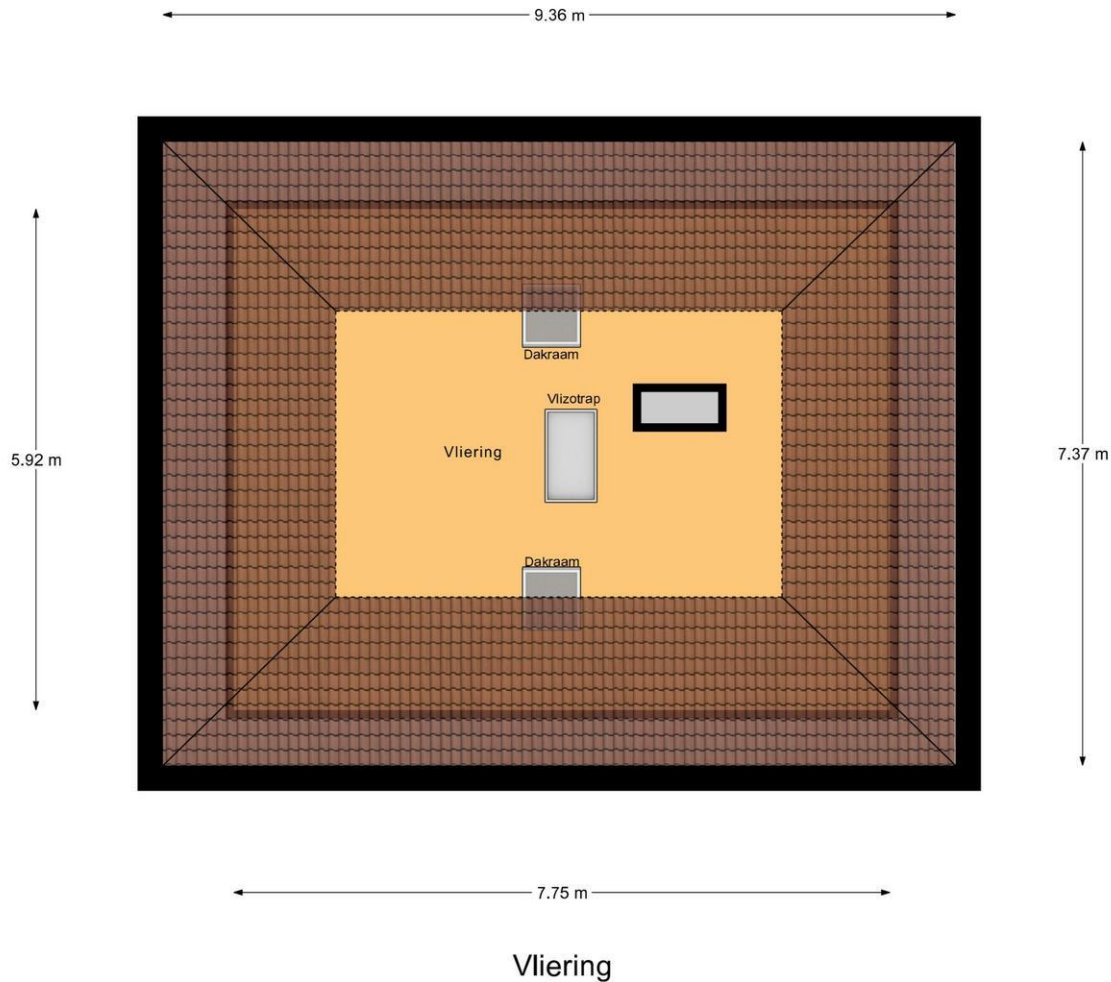 9.36 m
Dakraam
Vlizotrap
Vliering
5.92 m
7.37 m
Dakraam
7.75 m
Vliering